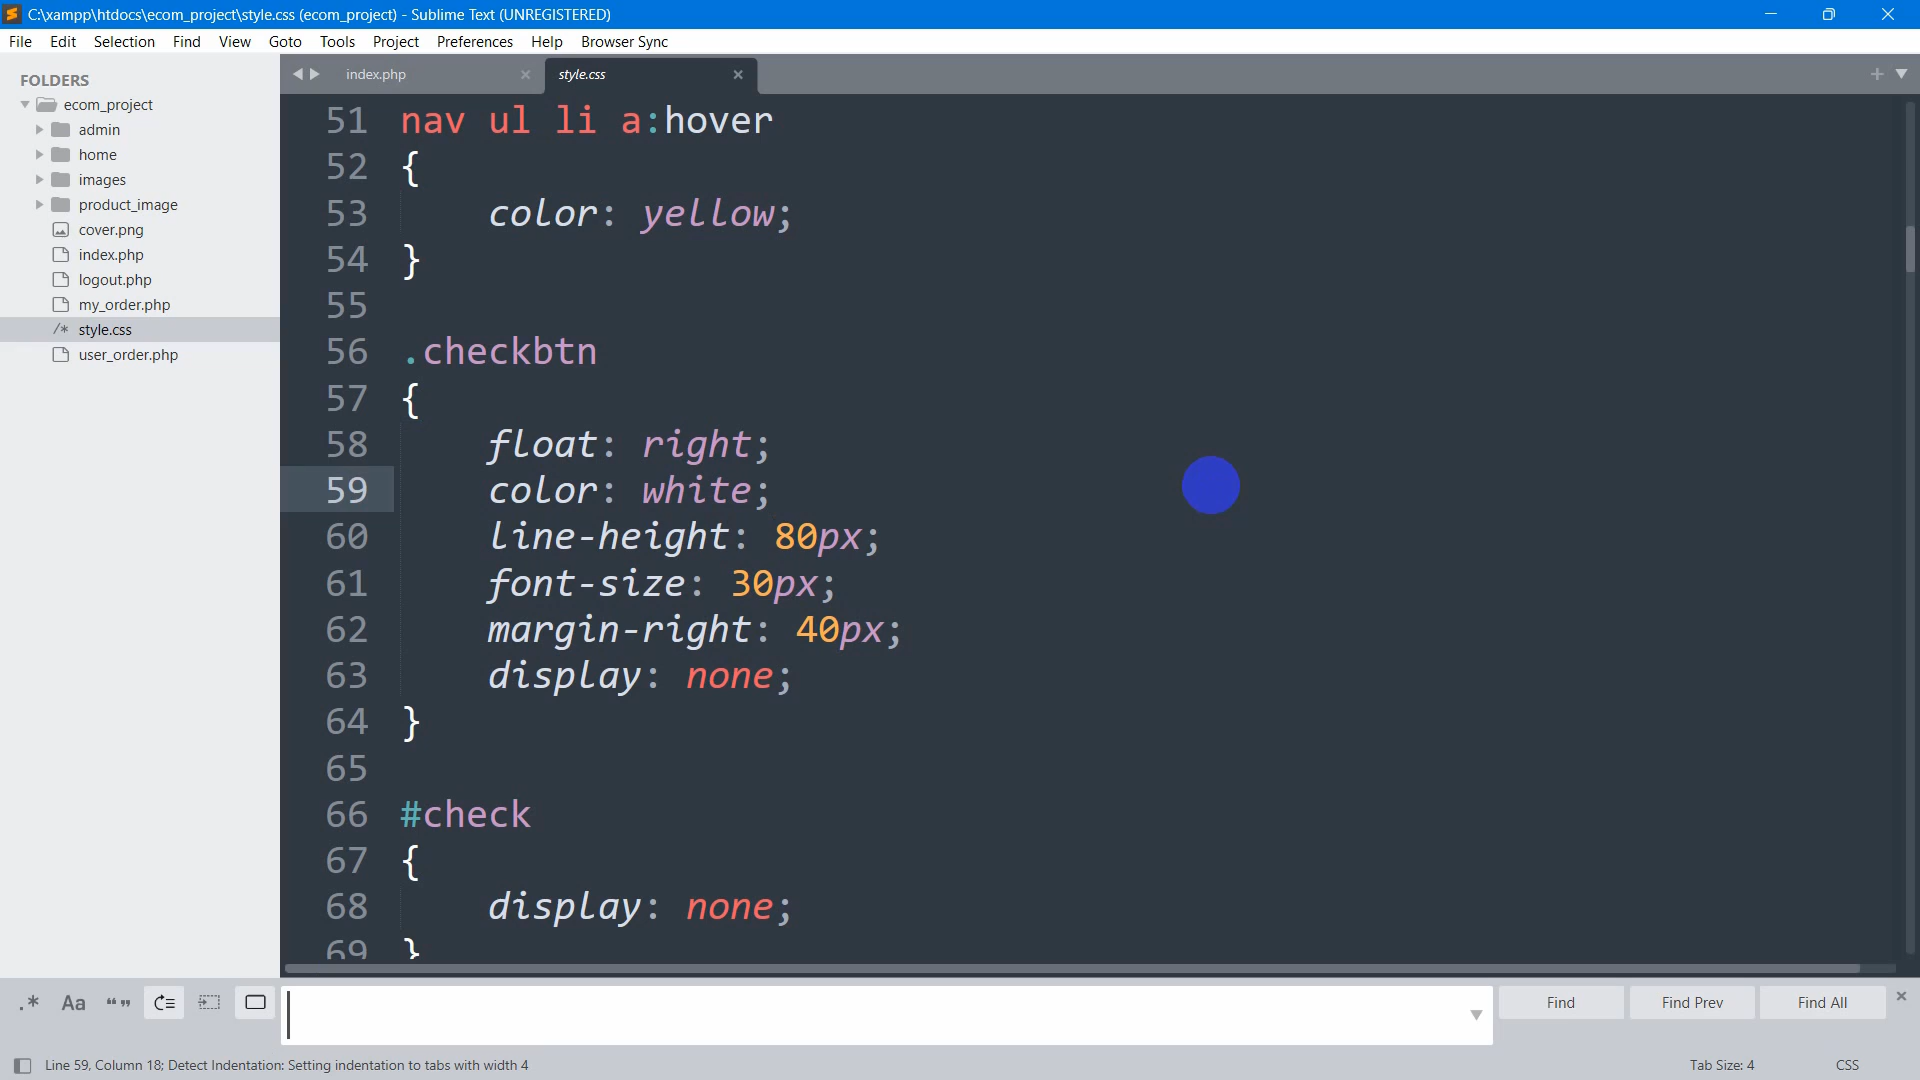 C:\xampp\htdocs\ecom_project\style.css (ecom_project) - Sublime Text (UNREGISTERED)
File Edit Selection Find View Goto Tools Project Preferences Help Browser Sync
FOLDERS
ecom_project
admin
home
images
product_image
cover.png
index.php
logout.php
my_order.php
/* style.css
user_order.php
index.php style.css
51 nav ul li a:hover
52 {
53 color: yellow;
54 }
55
56 .checkbtn
57 {
58 float: right;
59 color: white;
60 line-height: 80px;
61 font-size: 30px;
62 margin-right: 40px;
63 display: none;
64 }
65
66 #check
67 {
68 display: none;
69 }
.* Aa “” Find Find Prev Find All
Line 59, Column 18; Detect Indentation: Setting indentation to tabs with width 4 Tab Size: 4 CSS